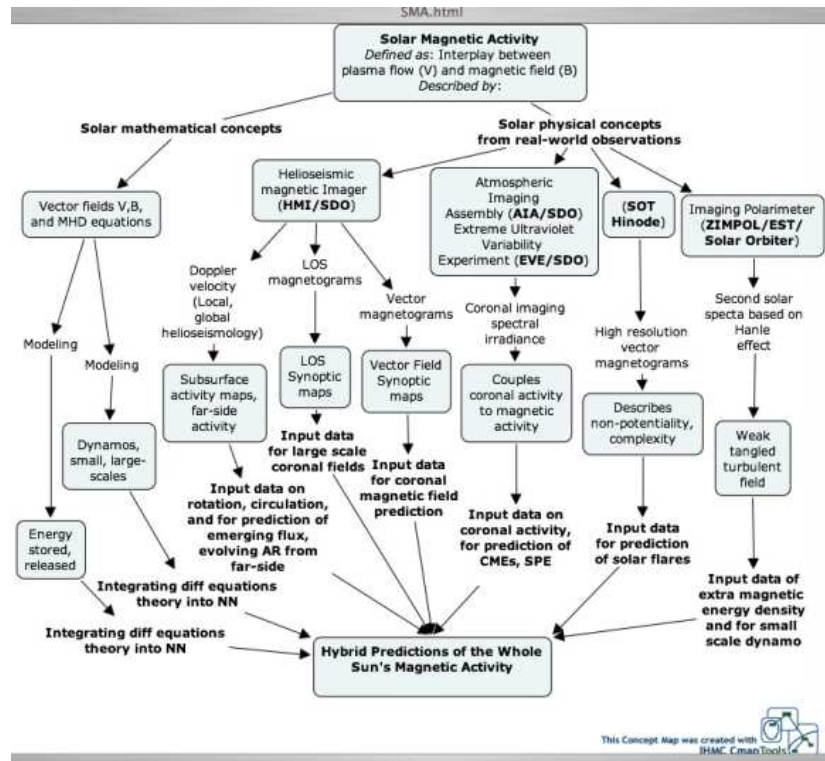 SMA.html
Solar Magnetic Activity
Defined as: Interplay between
plasma flow (V) and magnetic field (B)
Described by:
Solar mathematical concepts
Solar physical concepts
from real-world observations
Vector fields V,B,
and MHD equations
Helioseismic
magnetic Imager
(HMI/SDO)
Atmospheric
Imaging
Assembly (AIA/SDO)
Extreme Ultraviolet
Variability
Experiment (EVE/SDO)
(SOT
Hinode)
Imaging Polarimeter
(ZIMPOL/EST/
Solar Orbiter)
Doppler
velocity
(Local,
global
helioseismology)
LOS
magnetograms
Vector
magnetograms
Coronal imaging
spectral
irradiance
High resolution
vector
magnetograms
Second solar
specta based on
Hanle
effect
Modeling
Modeling
Subsurface
activity maps,
far-side
activity
LOS
Synoptic
maps
Vector Field
Synoptic
maps
Couples
coronal activity
to magnetic
activity
Describes
non-potentiality,
complexity
Weak
tangled
turbulent
field
Dynamos,
small, large-
scales
Energy
stored,
released
Input data on
rotation, circulation,
and for prediction of
emerging flux,
evolving AR from
far-side
Input data
for large scale
coronal fields
Input data
for coronal
magnetic field
prediction
Input data on
coronal activity,
for prediction of
CMEs, SPE
Input data
for prediction
of solar flares
Input data of
extra magnetic
energy density
and for small
scale dynamo
Integrating diff equations
theory into NN
Integrating diff equations
theory into NN
Hybrid Predictions of the Whole
Sun's Magnetic Activity
This Concept Map was created with
IHMC CmapTools